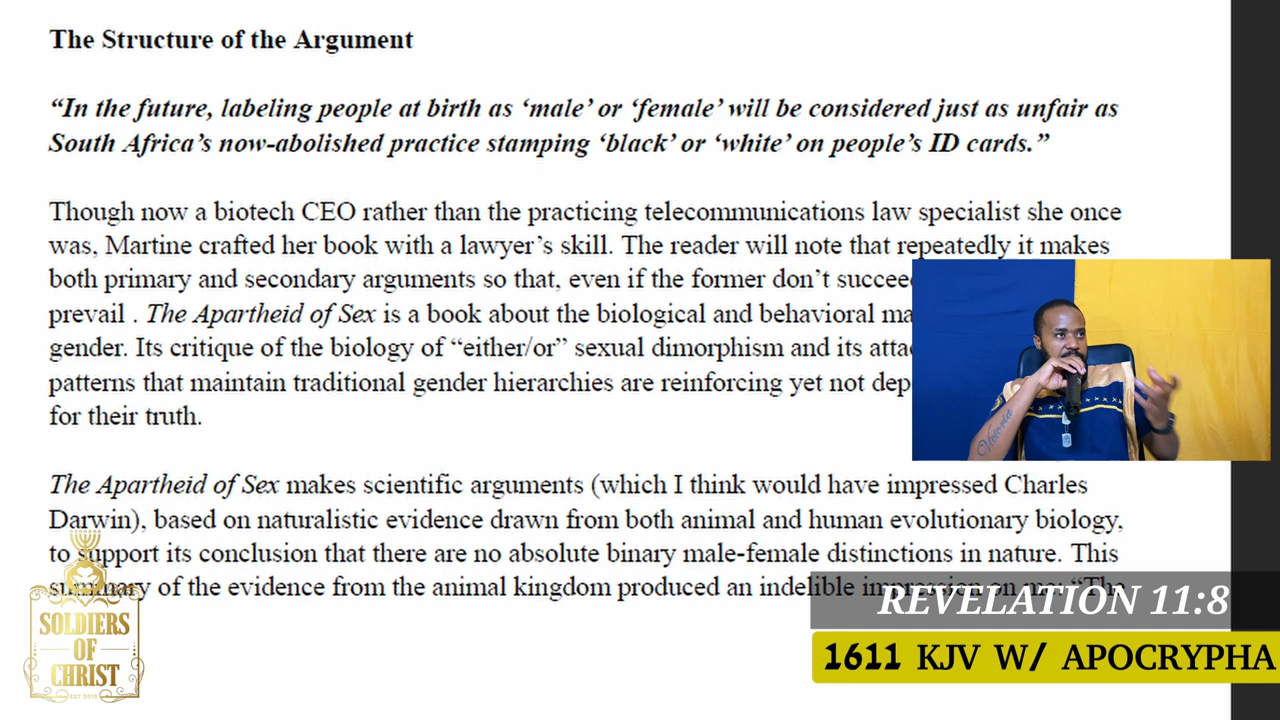 The Structure of the Argument
“In the future, labeling people at birth as ‘male’ or ‘female’ will be considered just as unfair as
South Africa’s now-abolished practice stamping ‘black’ or ‘white’ on people’s ID cards.”
Though now a biotech CEO rather than the practicing telecommunications law specialist she once
was, Martine crafted her book with a lawyer’s skill. The reader will note that repeatedly it makes
both primary and secondary arguments so that, even if the former don’t
prevail . The Apartheid of Sex is a book about the biological and behavioral
gender. Its critique of the biology of “either/or” sexual dimorphism and its
patterns that maintain traditional gender hierarchies are reinforcing yet not
for their truth.
The Apartheid of Sex makes scientific arguments (which I think would have impressed Charles
Darwin), based on naturalistic evidence drawn from both animal and human evolutionary biology,
to support its conclusion that there are no absolute binary male-female distinctions in nature. This
summary of the evidence from the animal kingdom produced an indelible impression on me: “The
REVELATION 11:8
1611 KJV W/ APOCRYPHA
SOLDIERS
OF
CHRIST
EST 2015
Victoria